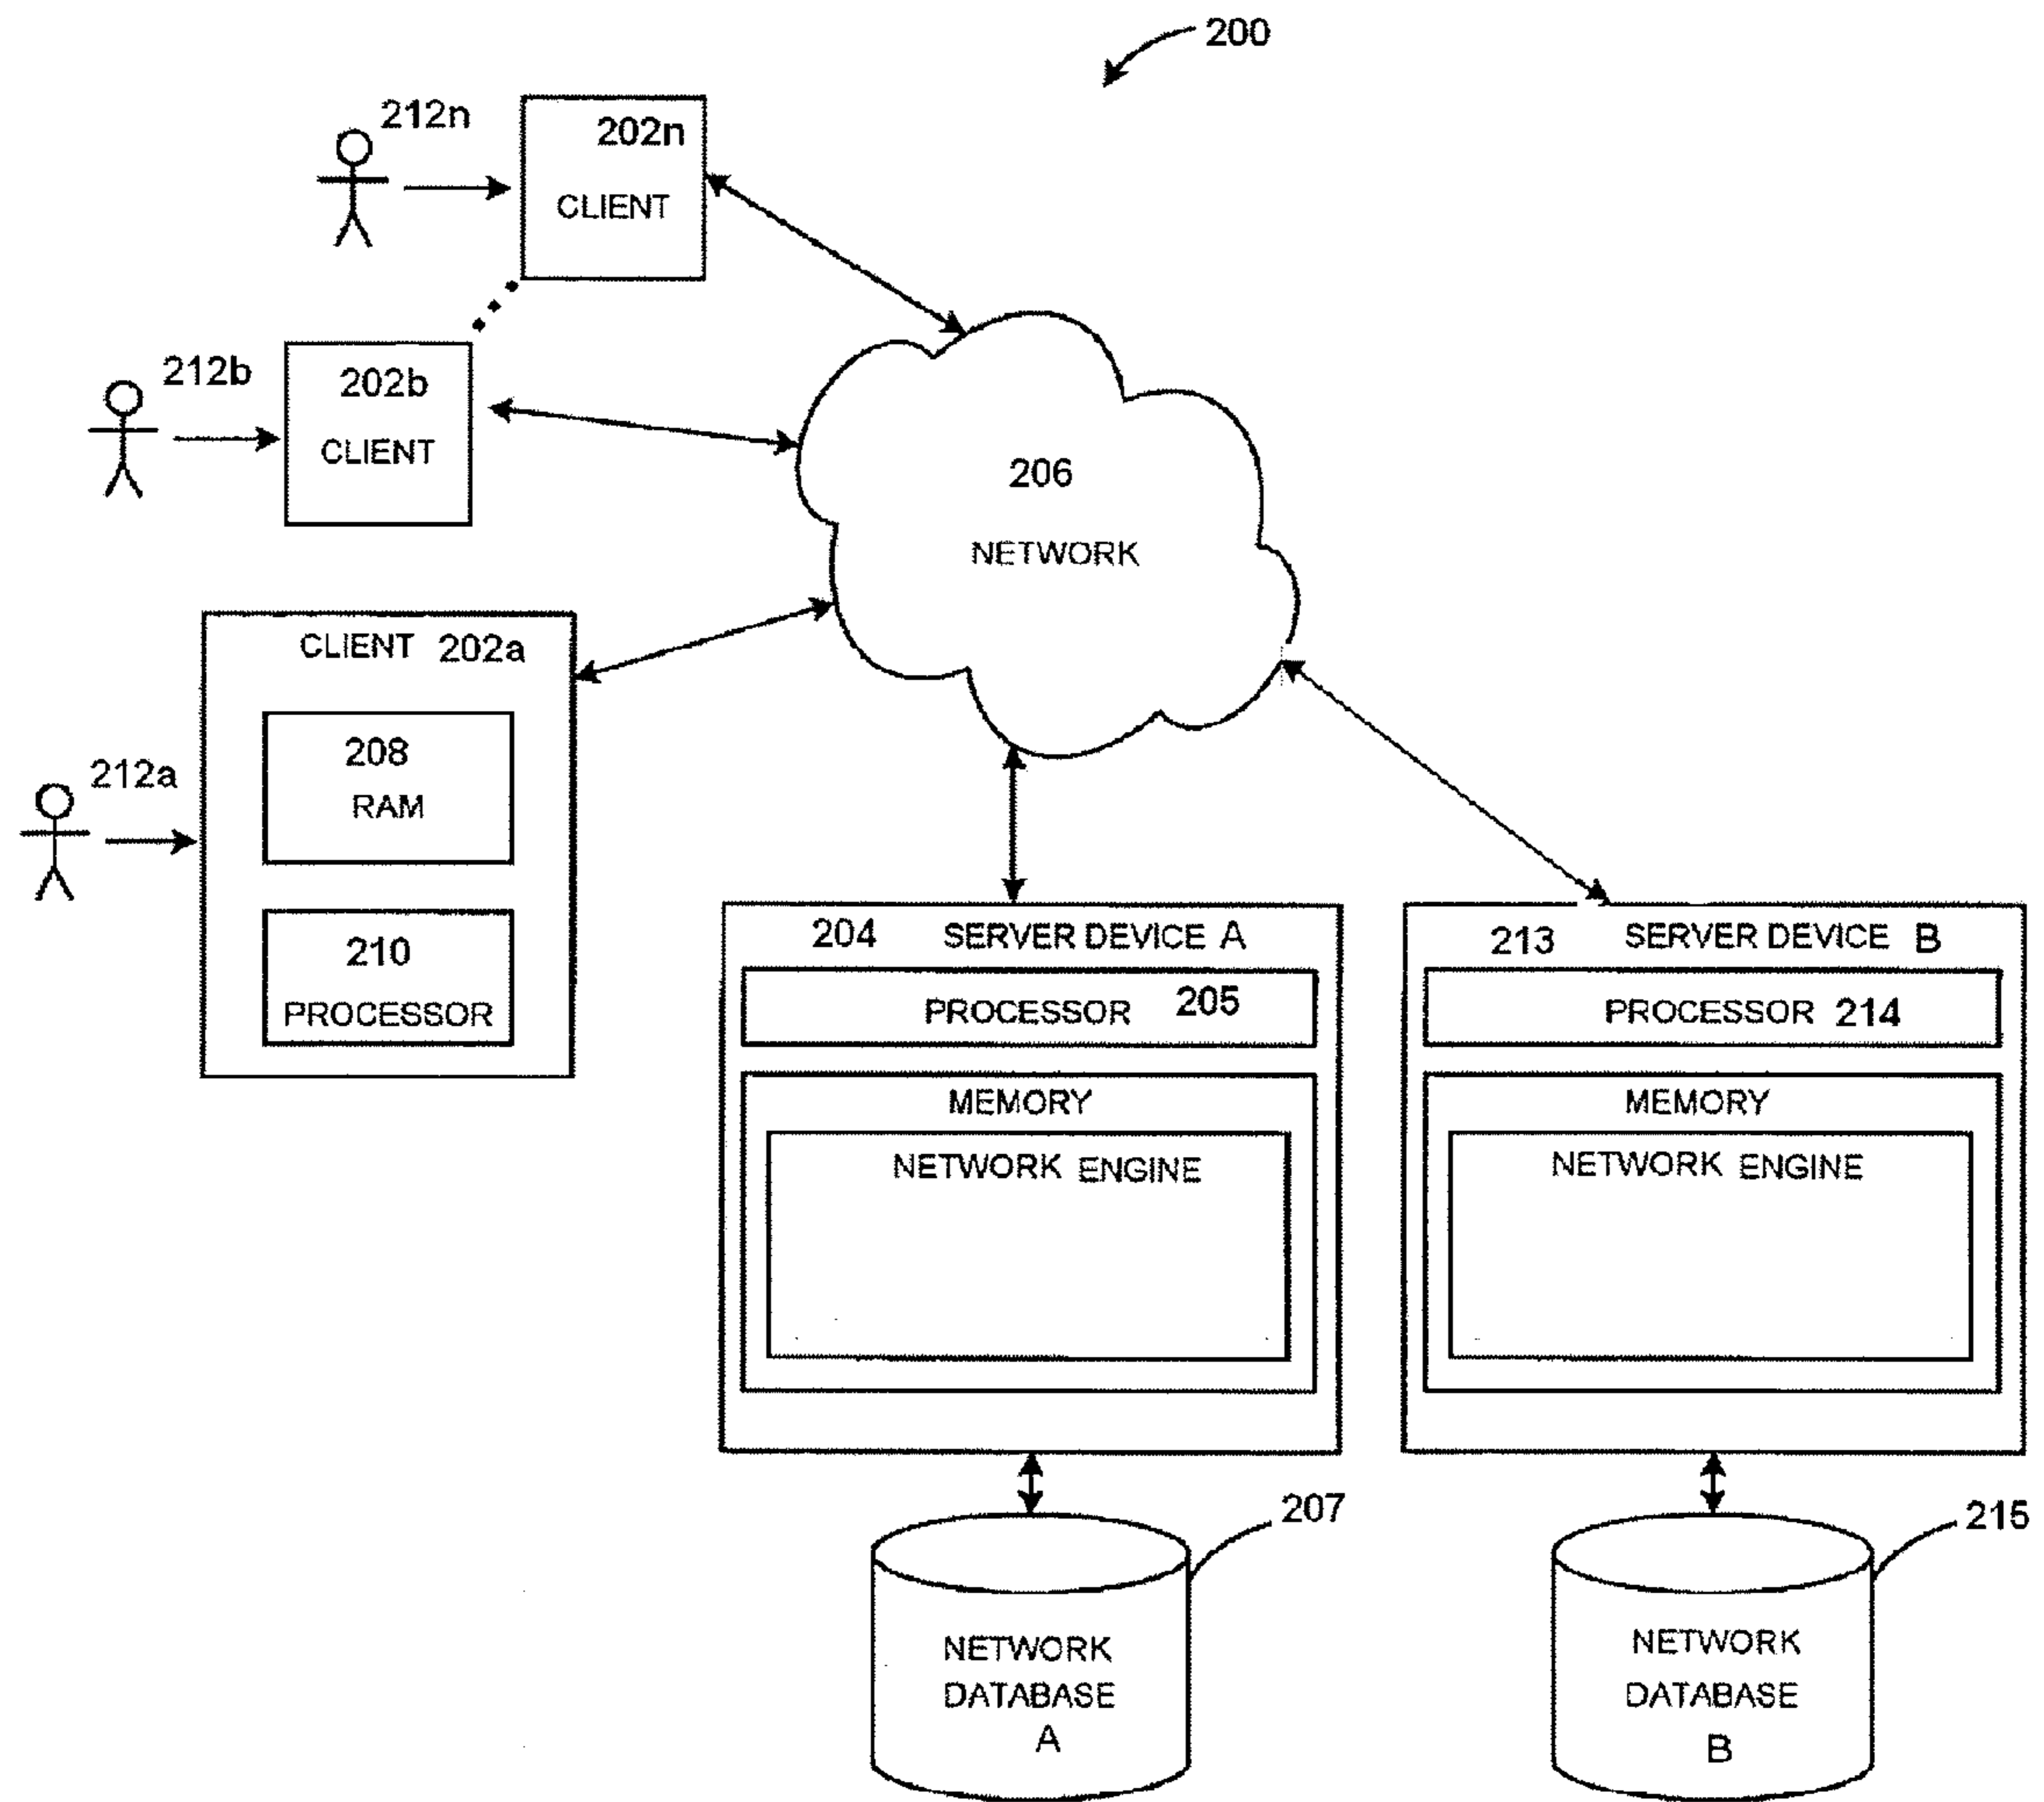 200
212n
202n
CLIENT
212b
202b
CLIENT
206
NETWORK
CLIENT 202a
208
RAM
212a
210
PROCESSOR
204 SERVER DEVICE A
PROCESSOR 205
MEMORY
NETWORK ENGINE
213 SERVER DEVICE B
PROCESSOR 214
MEMORY
NETWORK ENGINE
207
NETWORK
DATABASE
A
215
NETWORK
DATABASE
B